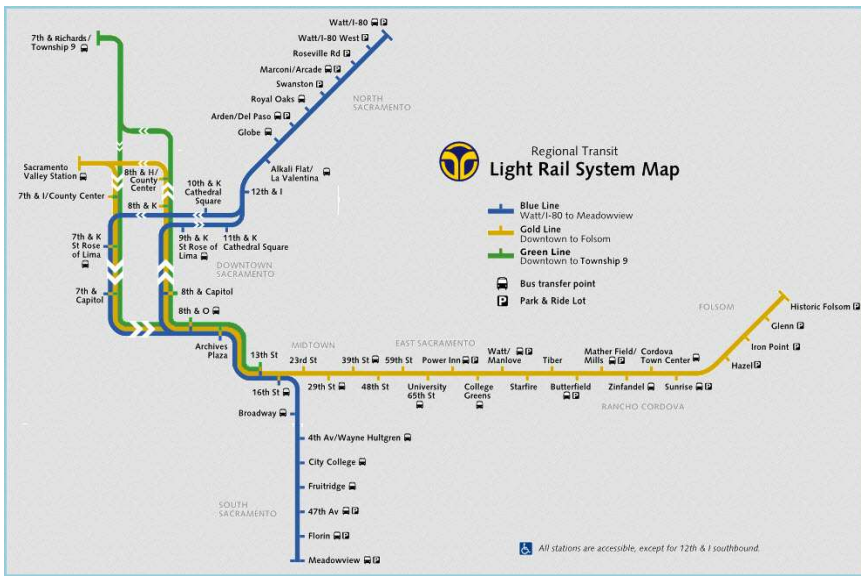 Watt/I-80
Watt/I-80 West
Roseville Rd
Marconi/Arcade
Swanston
Royal Oaks
Arden/Del Paso
Globe
NORTH
SACRAMENTO
Alkali Flat/
La Valentina
12th & I
7th & Richards/
Township 9
Sacramento
Valley Station
8th & H/
County
Center
7th & I/County Center
8th & K
10th & K
Cathedral
Square
7th & K
St Rose
of Lima
9th & K
St Rose of
Lima
11th & K
Cathedral Square
DOWNTOWN
SACRAMENTO
7th &
Capitol
8th & Capitol
8th & O
Archives
Plaza
13th St
16th St
Regional Transit
Light Rail System Map
Blue Line
Watt/I-80 to Meadowview
Gold Line
Downtown to Folsom
Green Line
Downtown to Township 9
Bus transfer point
P Park & Ride Lot
MIDTOWN
EAST SACRAMENTO
23rd St
39th St
59th St
Power Inn
Watt/
Manlove
Tiber
Mather Field/
Mills
Cordova
Town Center
29th St
48th St
University
65th St
College
Greens
Starfire
Butterfield
Zinfandel
Sunrise
RANCHO CORDOVA
FOLSOM
Historic Folsom
Glenn
Iron Point
Hazel
Broadway
4th Av/Wayne Hultgren
City College
Fruitridge
SOUTH
SACRAMENTO
47th Av
Florin
Meadowview
All stations are accessible, except for 12th & I southbound.